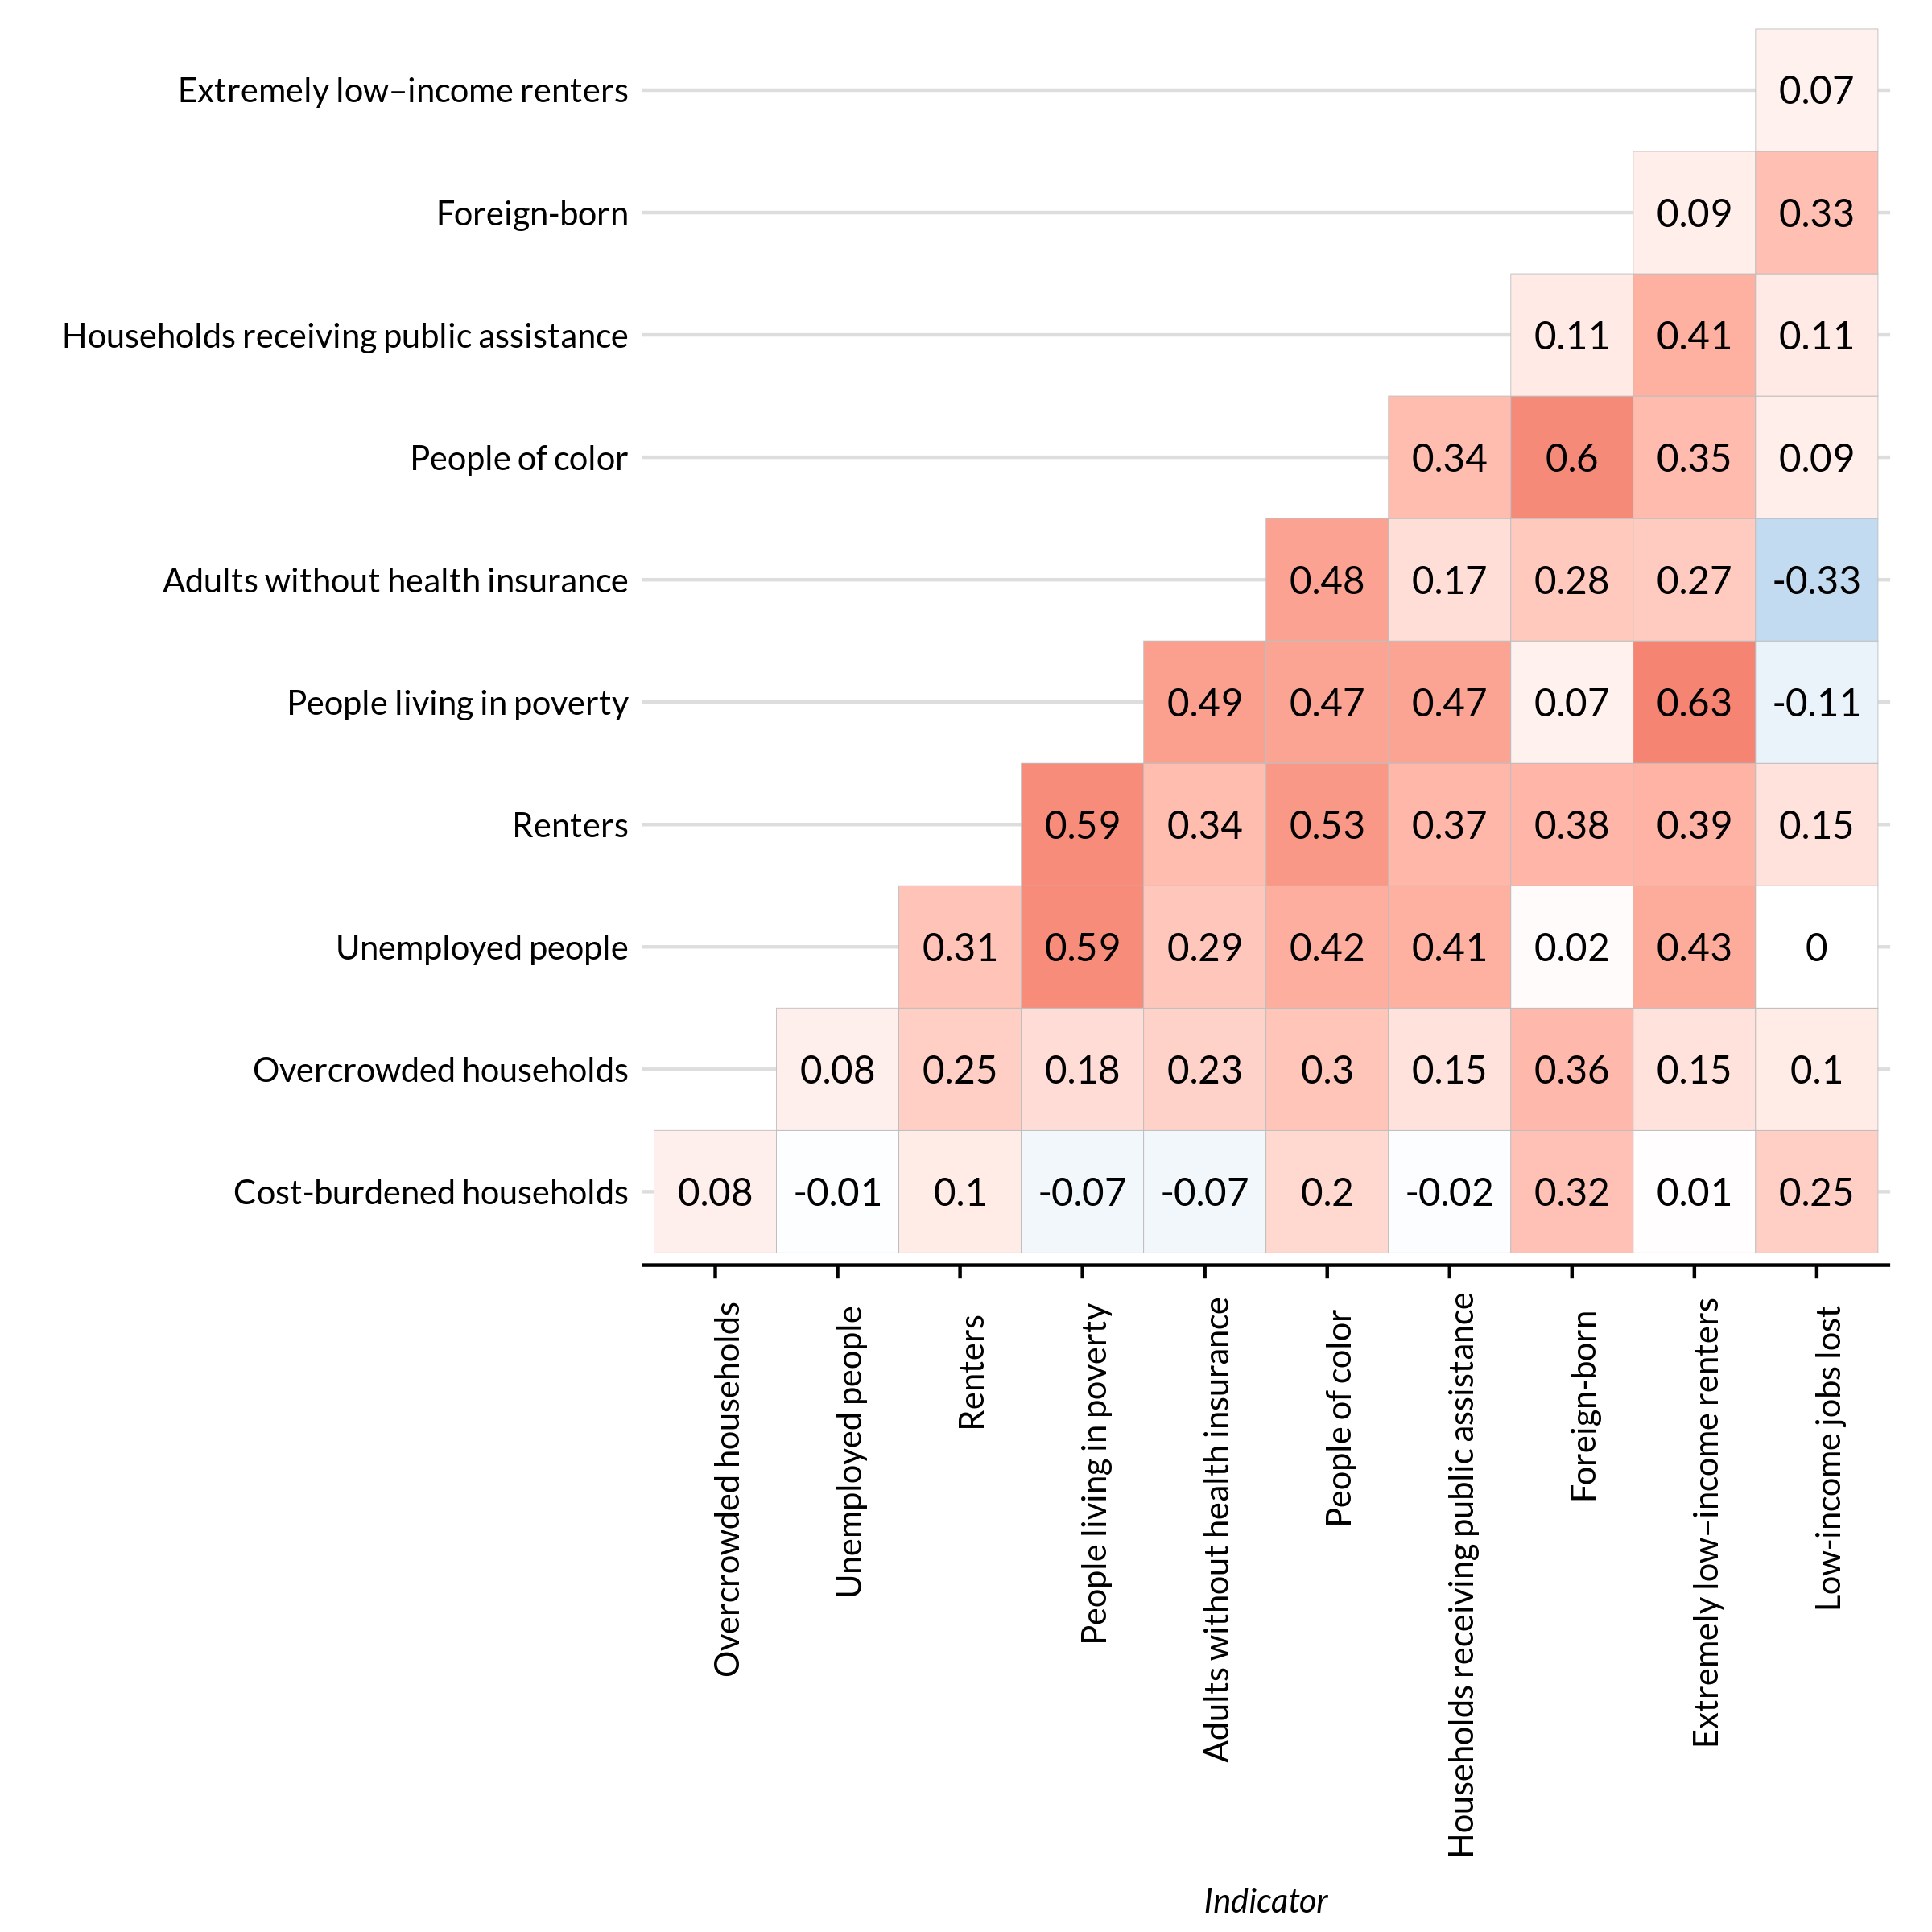 Extremely low–income renters 0.07
Foreign-born 0.09 0.33
Households receiving public assistance 0.11 0.41 0.11
People of color 0.34 0.6 0.35 0.09
Adults without health insurance 0.48 0.17 0.28 0.27 -0.33
People living in poverty 0.49 0.47 0.47 0.07 0.63 -0.11
Renters 0.59 0.34 0.53 0.37 0.38 0.39 0.15
Unemployed people 0.31 0.59 0.29 0.42 0.41 0.02 0.43 0
Overcrowded households 0.08 0.25 0.18 0.23 0.3 0.15 0.36 0.15 0.1
Cost-burdened households 0.08 -0.01 0.1 -0.07 -0.07 0.2 -0.02 0.32 0.01 0.25
Overcrowded households
Unemployed people
Renters
People living in poverty
Adults without health insurance
People of color
Households receiving public assistance
Foreign-born
Extremely low–income renters
Low-income jobs lost
Indicator